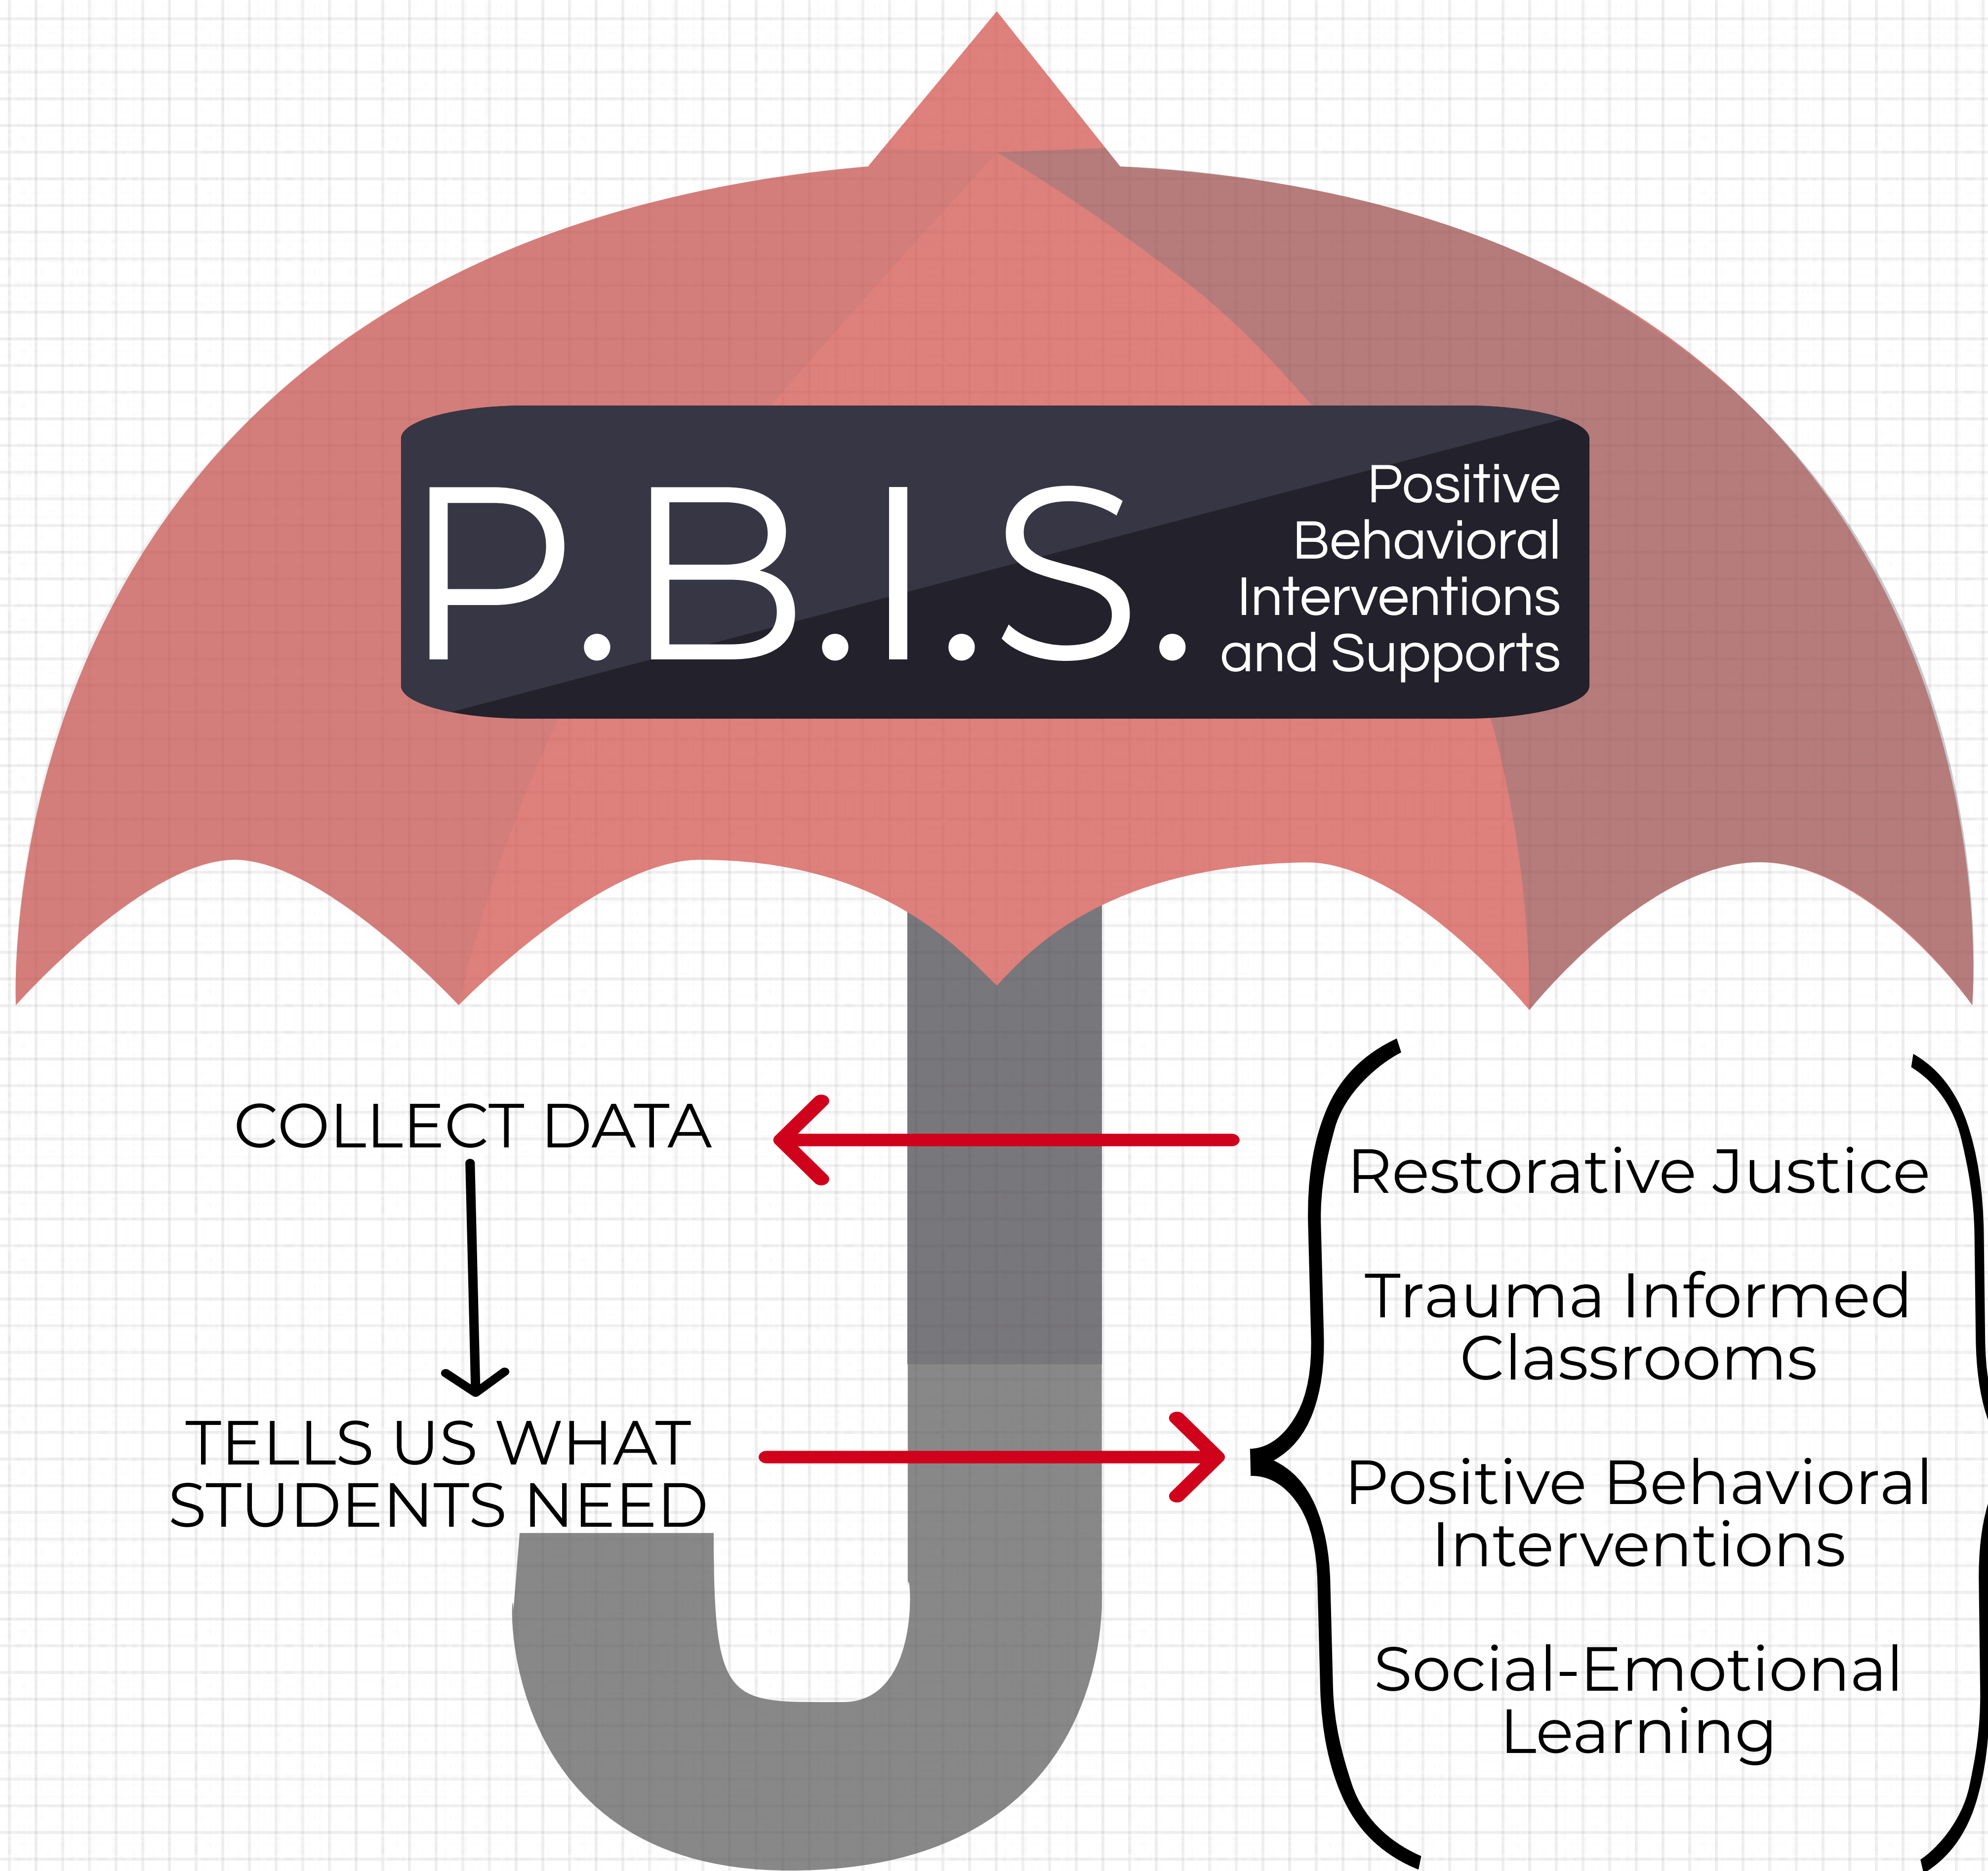 P.B.I.S.
Positive
Behavioral
Interventions
and Supports
COLLECT DATA
TELLS US WHAT
STUDENTS NEED
Restorative Justice
Trauma Informed
Classrooms
Positive Behavioral
Interventions
Social-Emotional
Learning